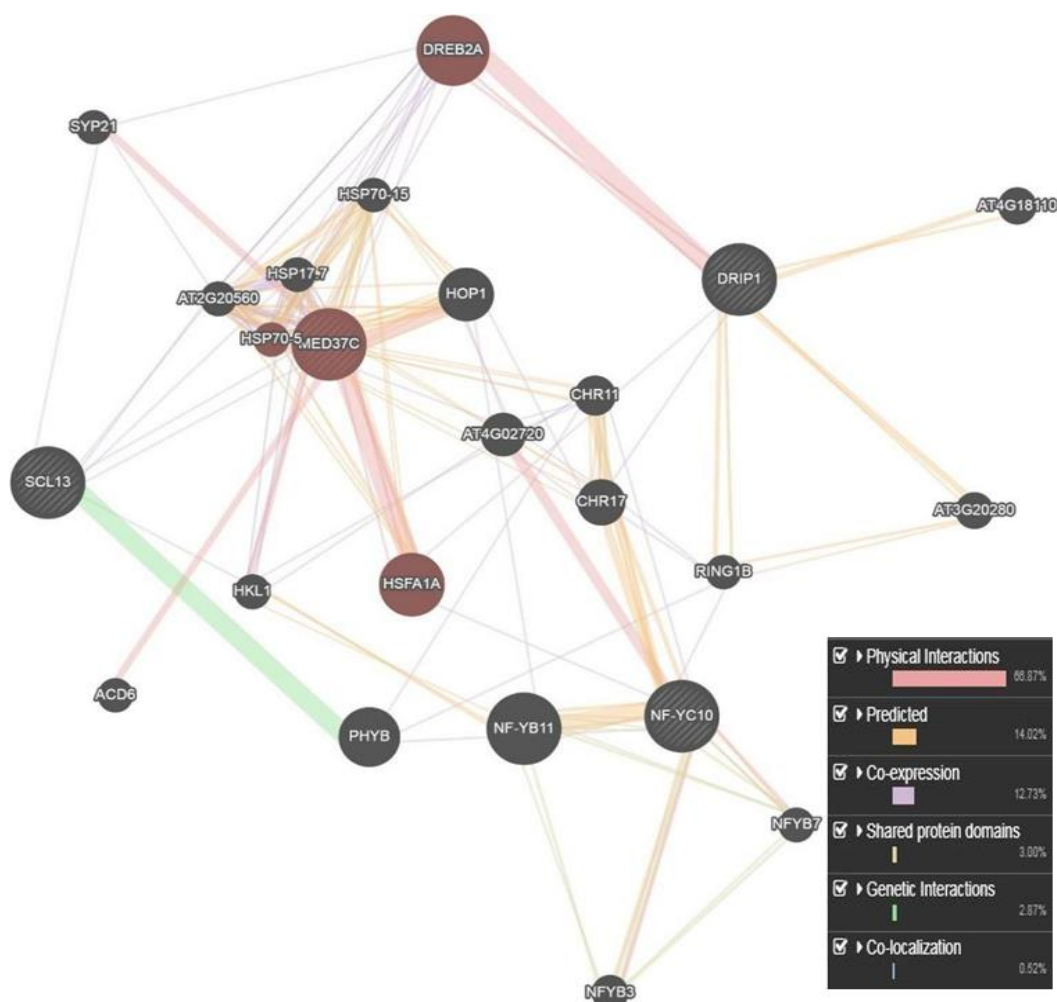 DREB2A
SYP21
HSP70-15
AT4G18110
HSP17.7
DRIP1
AT2G20560
HOP1
HSP70-5
MED37C
CHR11
AT4G02720
SCL13
CHR17
AT3G20280
RING1B
HKL1
HSFA1A
ACD6
PHYB
NF-YB11
NF-YC10
NFYB7
NFYB3
Physical Interactions
66.87%
Predicted
14.02%
Co-expression
12.73%
Shared protein domains
3.00%
Genetic Interactions
2.87%
Co-localization
0.52%